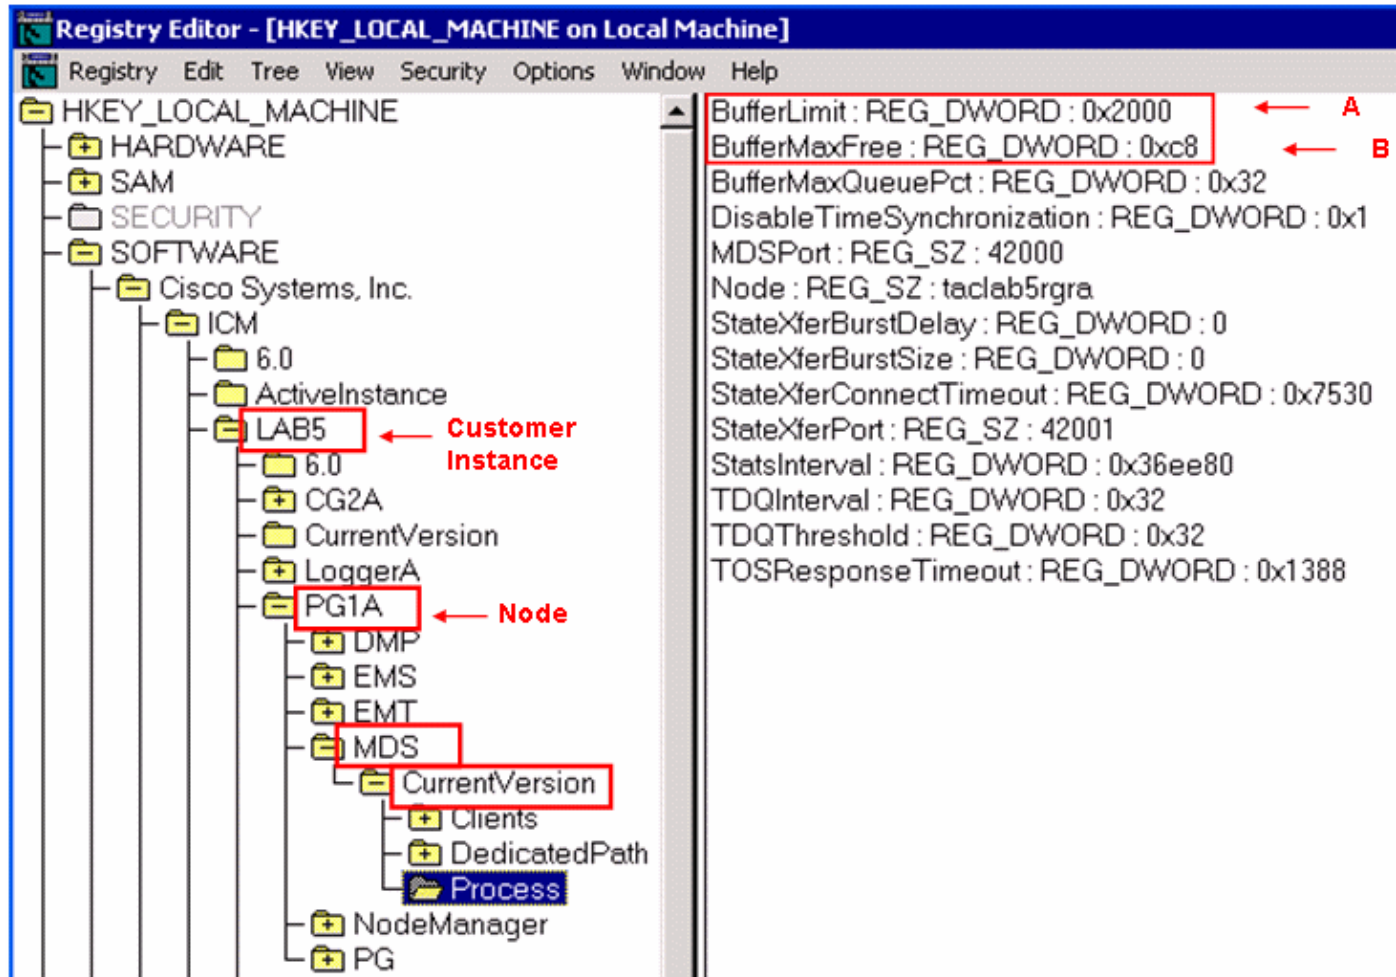 Registry Editor - [HKEY_LOCAL_MACHINE on Local Machine]
Registry Edit Tree View Security Options Window Help
HKEY_LOCAL_MACHINE
HARDWARE
SAM
SECURITY
SOFTWARE
Cisco Systems, Inc.
ICM
6.0
ActiveInstance
LAB5
Customer
Instance
6.0
CG2A
CurrentVersion
LoggerA
PG1A
Node
DMP
EMS
EMT
MDS
CurrentVersion
Clients
DedicatedPath
Process
NodeManager
PG
BufferLimit : REG_DWORD : 0x2000
A
BufferMaxFree : REG_DWORD : 0xc8
B
BufferMaxQueuePct : REG_DWORD : 0x32
DisableTimeSynchronization : REG_DWORD : 0x1
MDSPort : REG_SZ : 42000
Node : REG_SZ : taclab5rgra
StateXferBurstDelay : REG_DWORD : 0
StateXferBurstSize : REG_DWORD : 0
StateXferConnectTimeout : REG_DWORD : 0x7530
StateXferPort : REG_SZ : 42001
StatsInterval : REG_DWORD : 0x36ee80
TDQInterval : REG_DWORD : 0x32
TDQThreshold : REG_DWORD : 0x32
TOSResponseTimeout : REG_DWORD : 0x1388